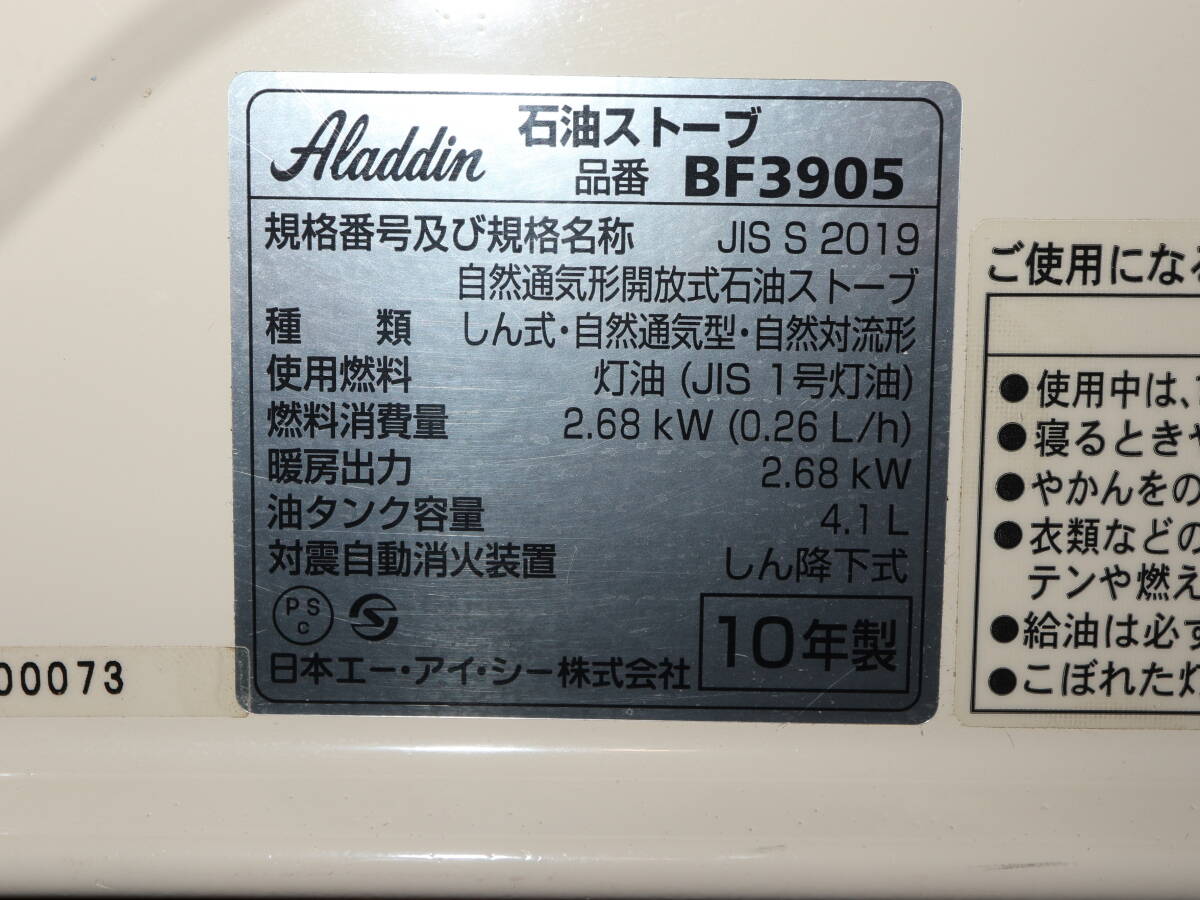 Aladdin 石油ストーブ
品番 BF3905
規格番号及び規格名称 JIS S 2019
自然通気形開放式石油ストーブ
種 類 しん式・自然通気型・自然対流形
使用燃料 灯油 (JIS 1号灯油)
燃料消費量 2.68 kW (0.26 L/h)
暖房出力 2.68 kW
油タンク容量 4.1 L
対震自動消火装置 しん降下式
PS
C
日本エー・アイ・シー株式会社
10年製
00073
ご使用になる
●使用中は、
●寝るときや
●やかんをの
●衣類などの
テンや燃え
●給油は必ず
●こぼれた灯